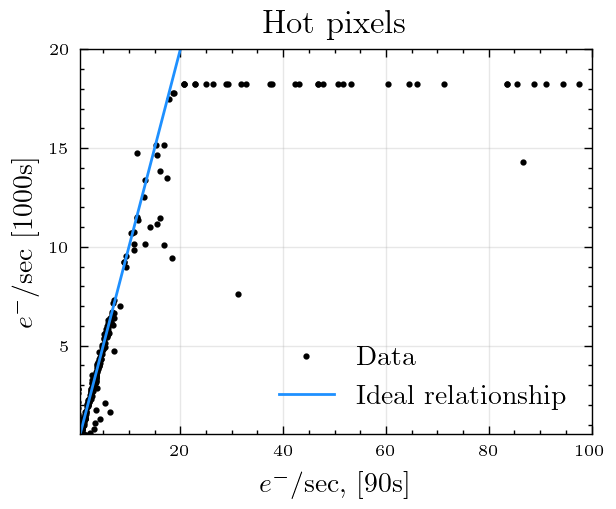 Hot pixels
20
15
10
5
e⁻/sec [1000s]
Data
Ideal relationship
20 40 60 80 100
e⁻/sec, [90s]